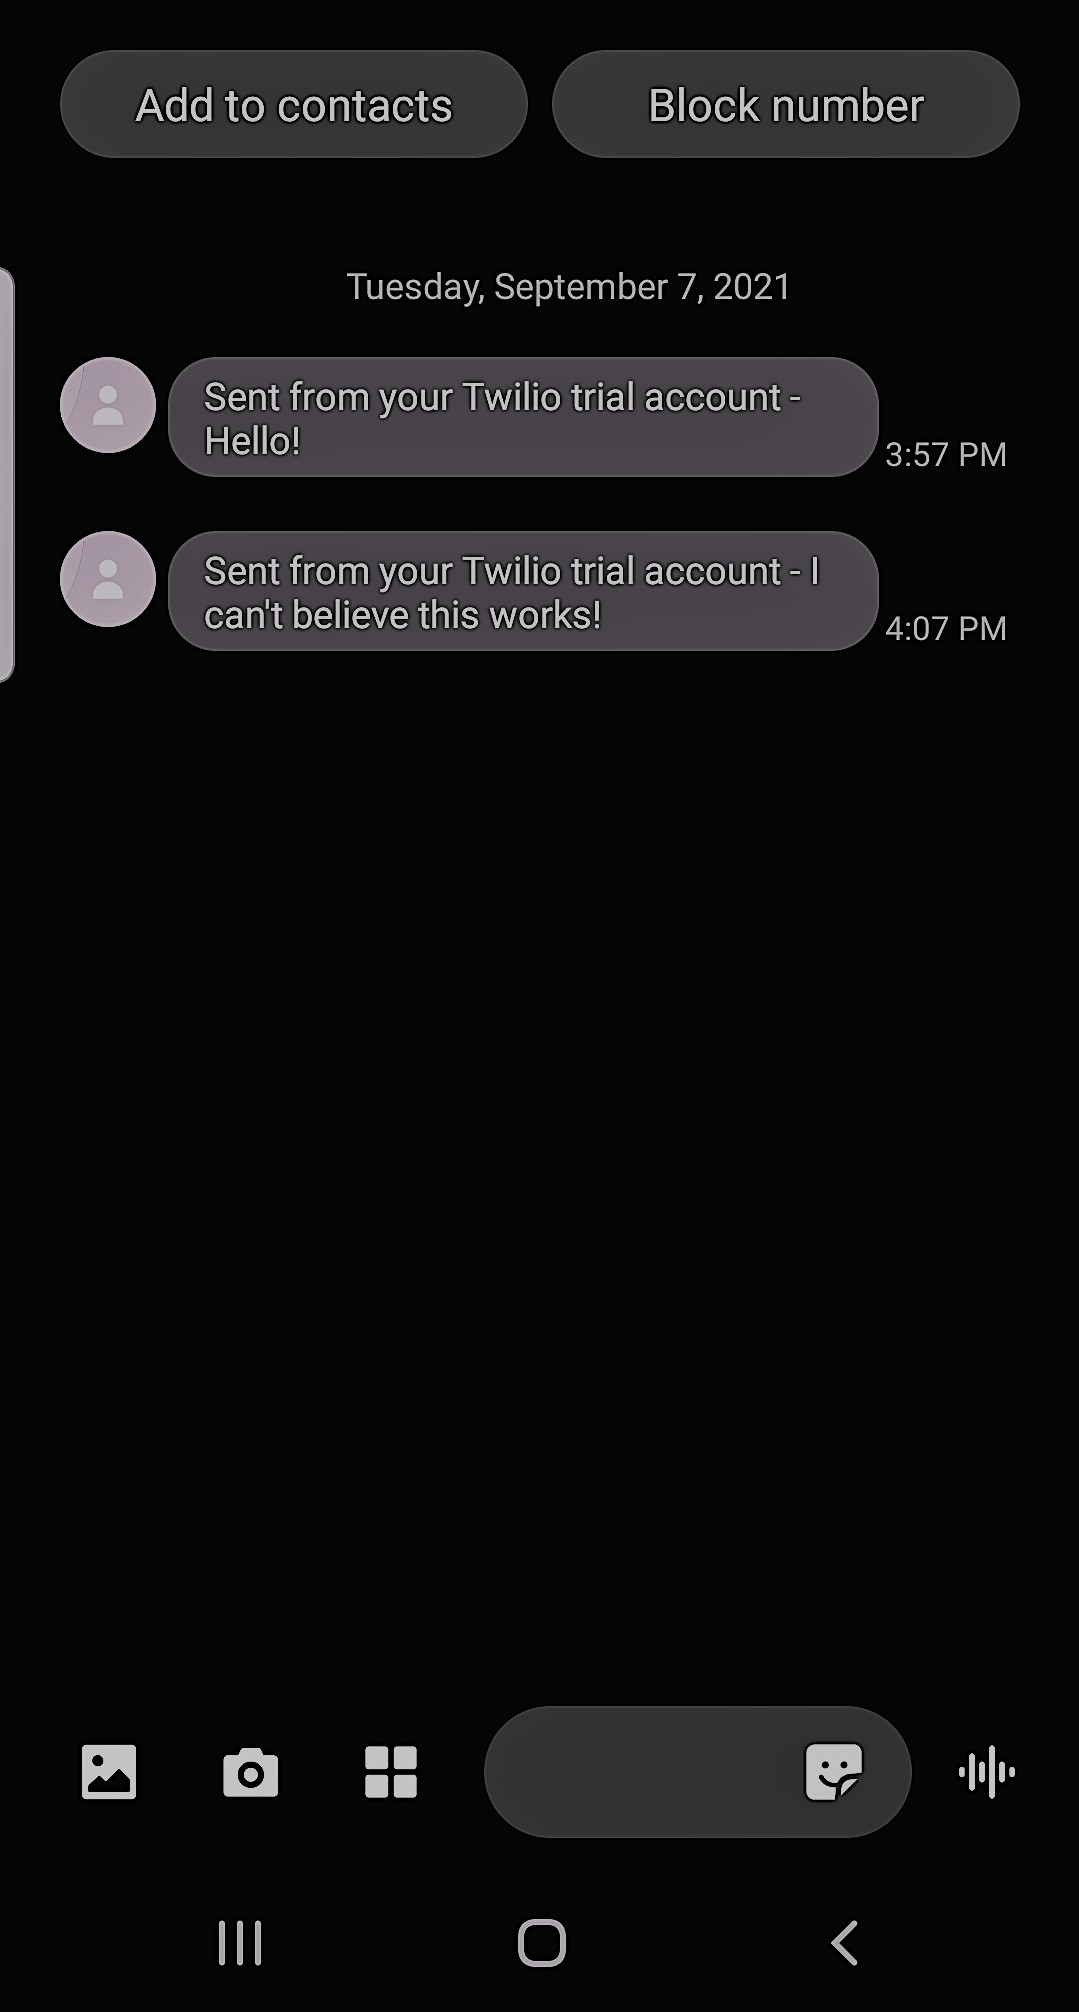 Add to contacts
Block number
Tuesday, September 7, 2021
Sent from your Twilio trial account -
Hello!
3:57 PM
Sent from your Twilio trial account - I
can't believe this works!
4:07 PM